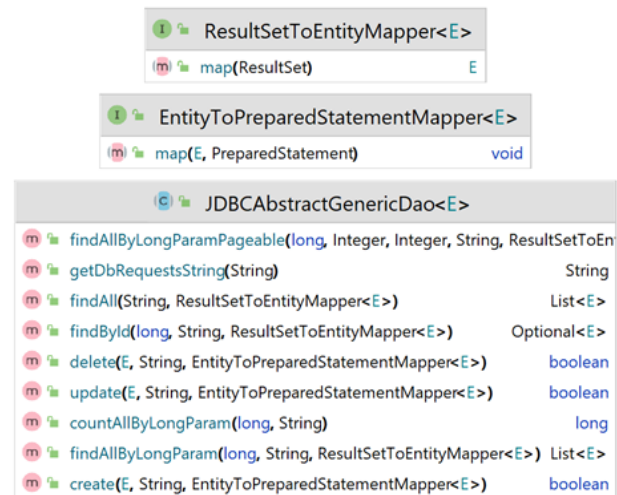 ResultSetToEntityMapper<E>
map(ResultSet) E
EntityToPreparedStatementMapper<E>
map(E, PreparedStatement) void
JDBCAbstractGenericDao<E>
findAllByLongParamPageable(long, Integer, Integer, String, ResultSetToEn
getDbRequestsString(String) String
findAll(String, ResultSetToEntityMapper<E>) List<E>
findById(long, String, ResultSetToEntityMapper<E>) Optional<E>
delete(E, String, EntityToPreparedStatementMapper<E>) boolean
update(E, String, EntityToPreparedStatementMapper<E>) boolean
countAllByLongParam(long, String) long
findAllByLongParam(long, String, ResultSetToEntityMapper<E>) List<E>
create(E, String, EntityToPreparedStatementMapper<E>) boolean